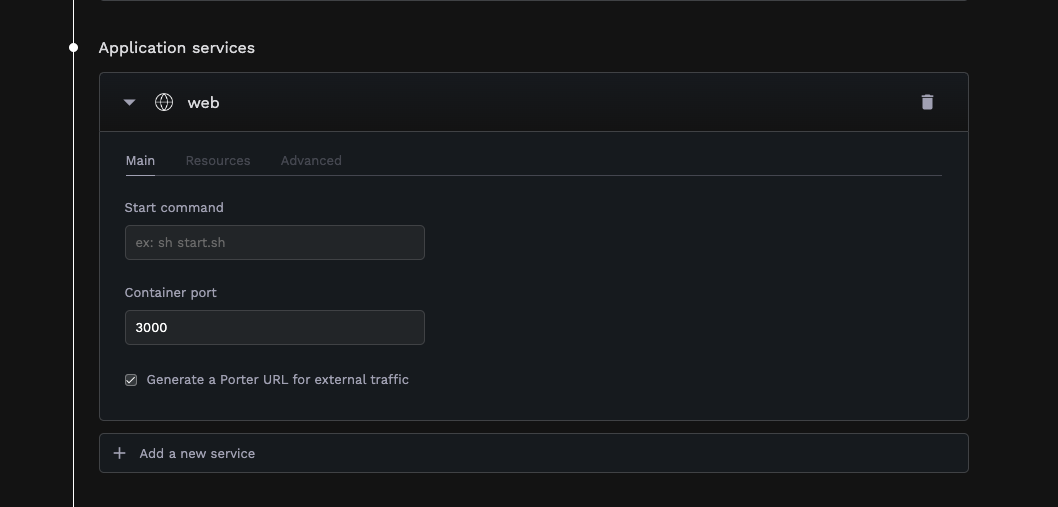 Application services
web
Main Resources Advanced
Start command
ex: sh start.sh
Container port
3000
Generate a Porter URL for external traffic
Add a new service